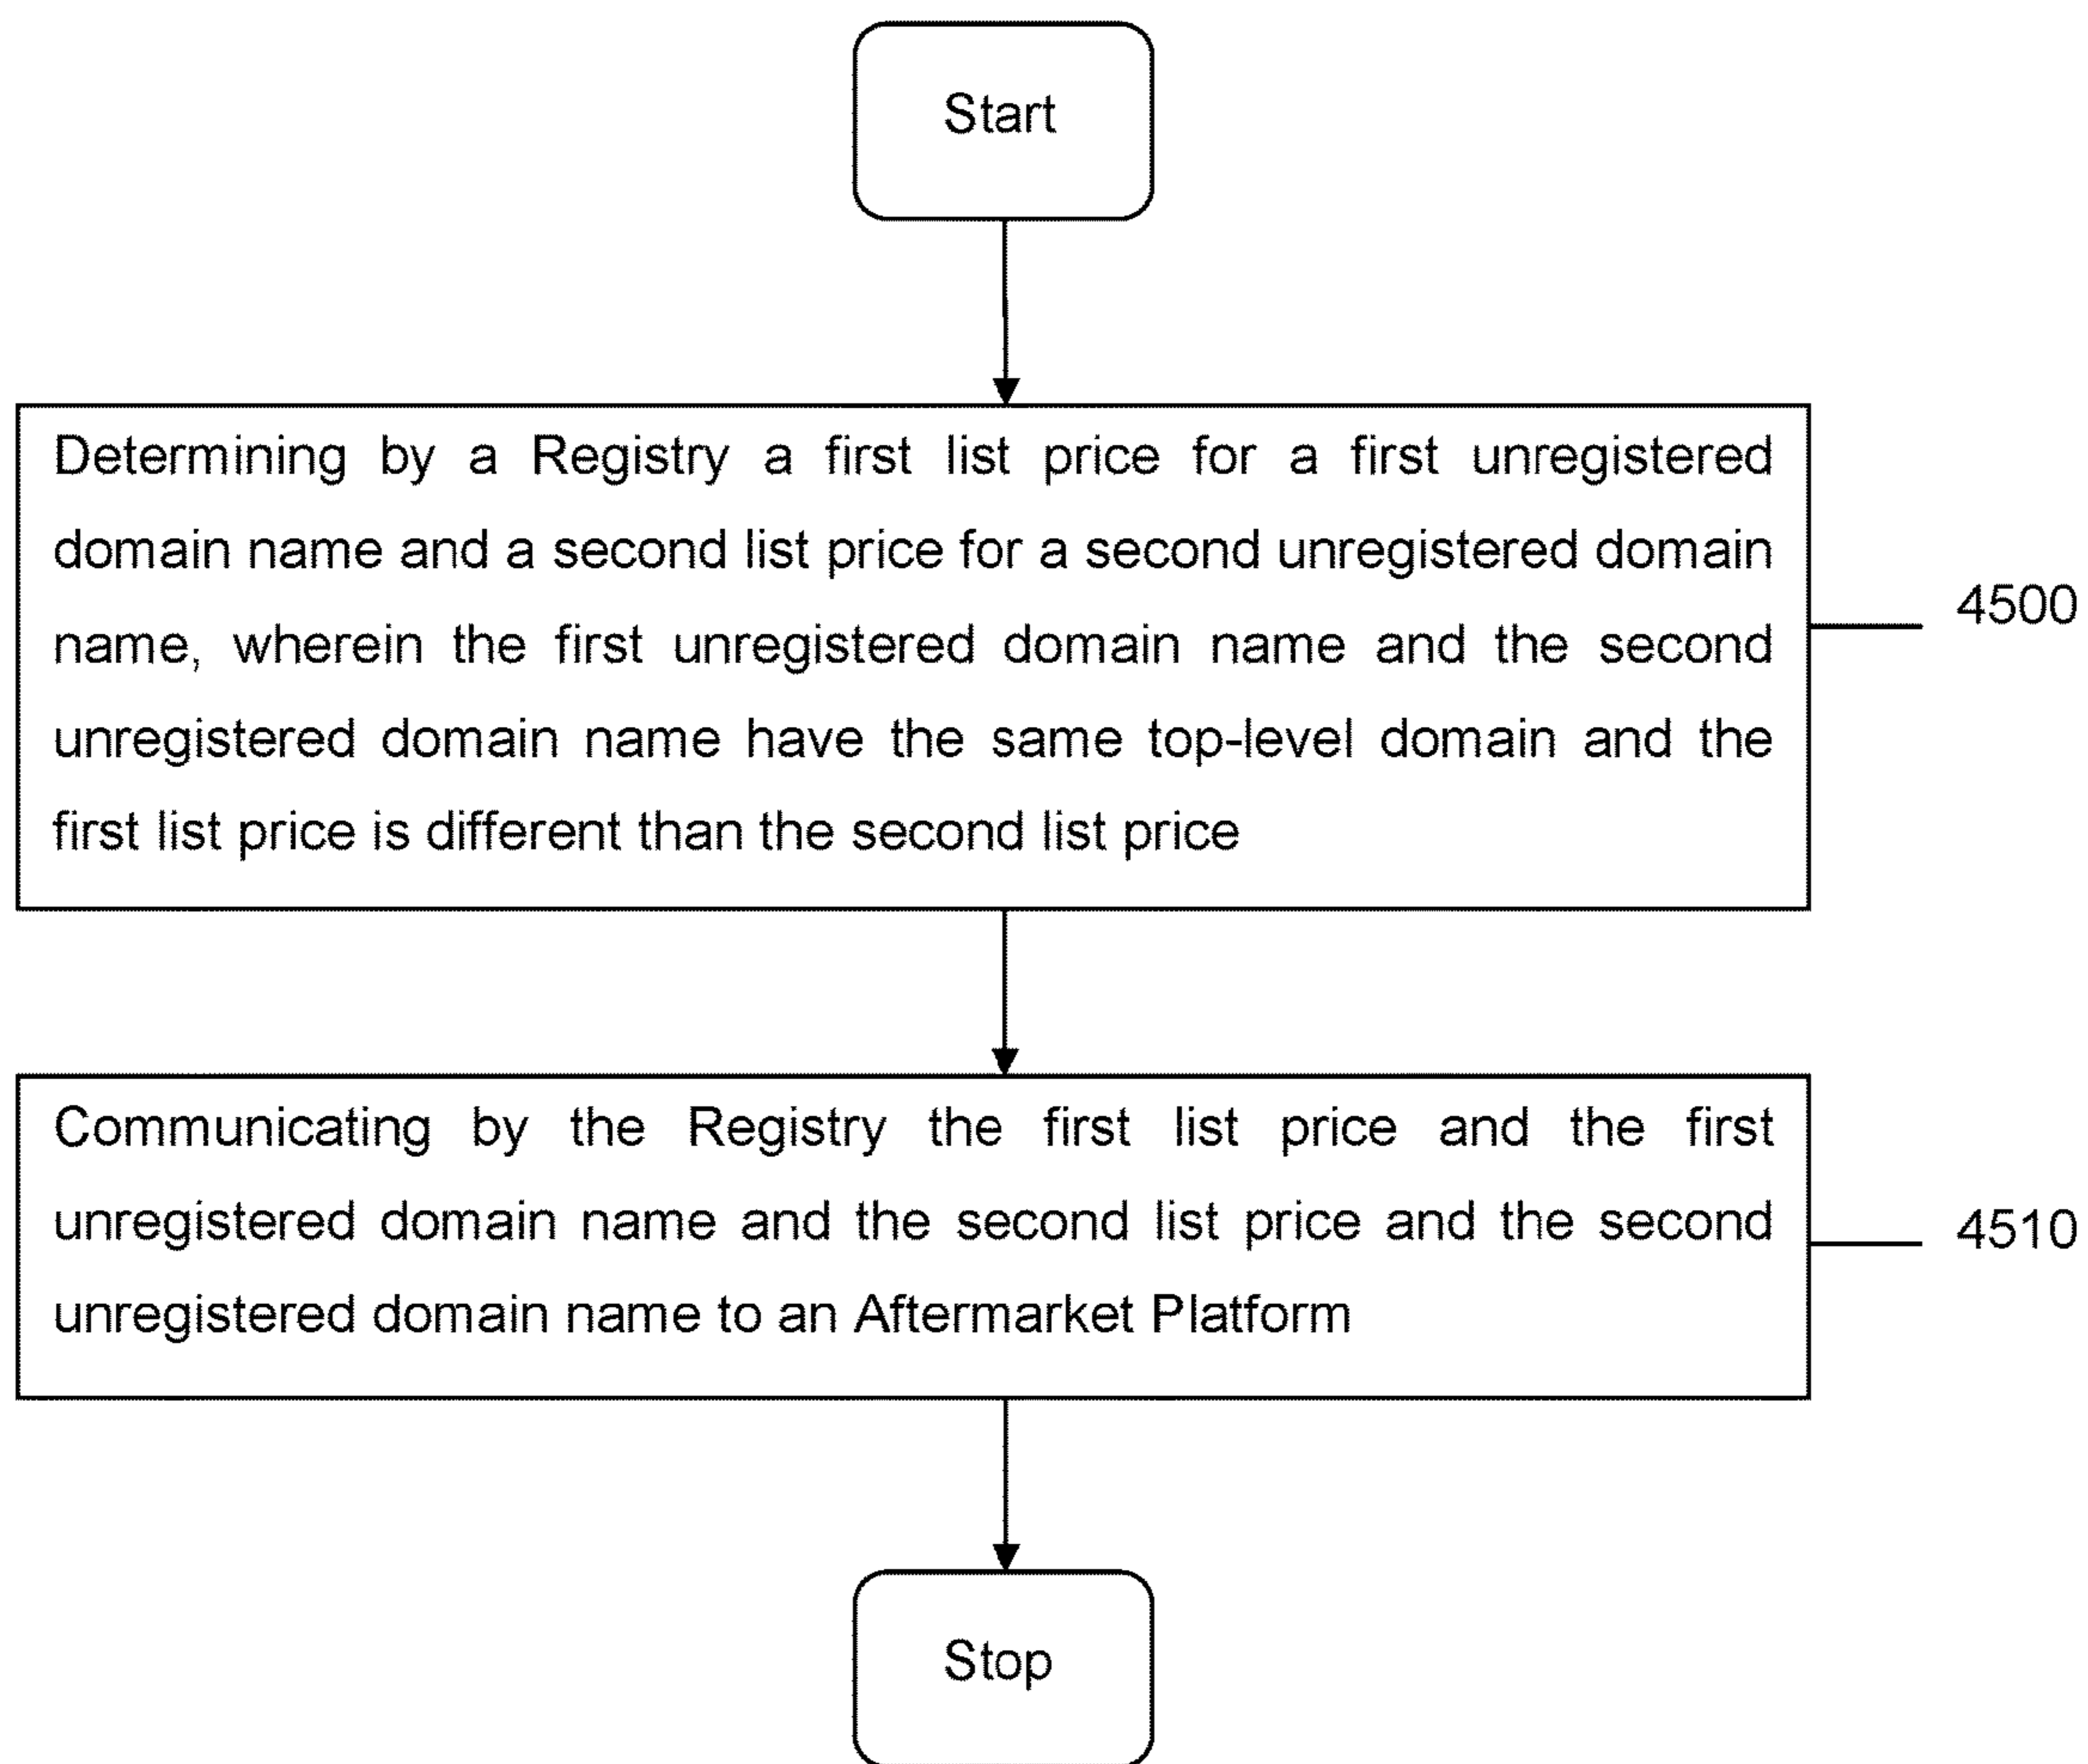 Start
Determining by a Registry a first list price for a first unregistered
domain name and a second list price for a second unregistered domain
name, wherein the first unregistered domain name and the second
unregistered domain name have the same top-level domain and the
first list price is different than the second list price
4500
Communicating by the Registry the first list price and the first
unregistered domain name and the second list price and the second
unregistered domain name to an Aftermarket Platform
4510
Stop